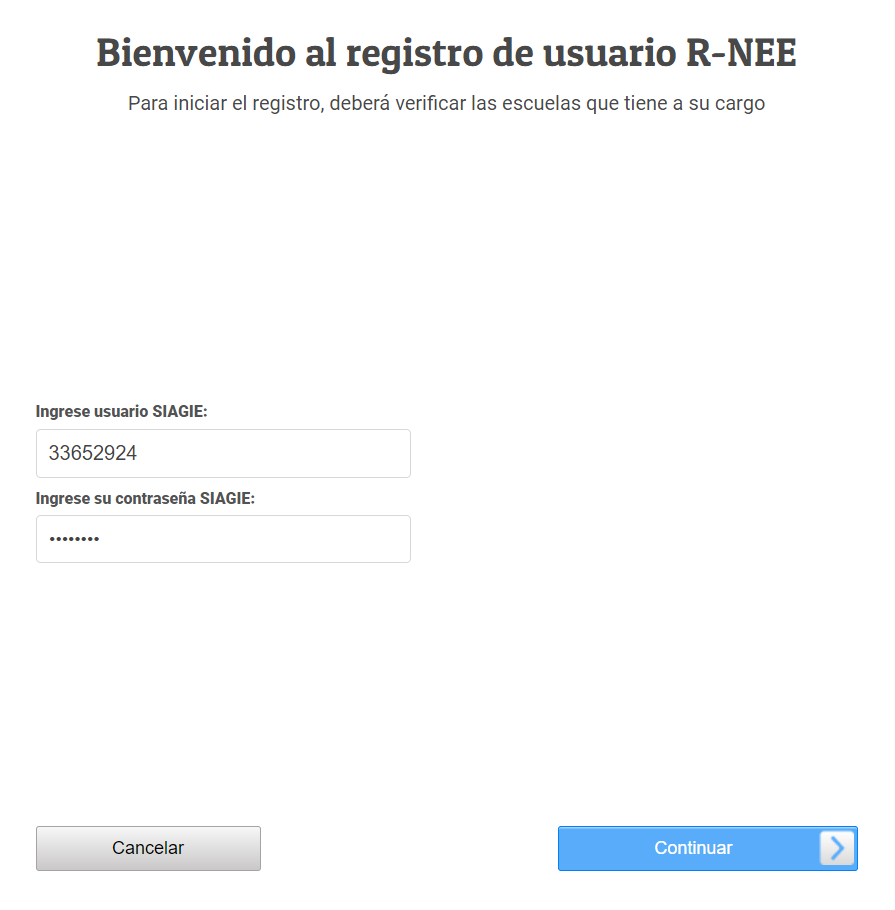 Bienvenido al registro de usuario R-NEE
Para iniciar el registro, deberá verificar las escuelas que tiene a su cargo
Ingrese usuario SIAGIE:
33652924
Ingrese su contraseña SIAGIE:
••••••••
Cancelar
Continuar